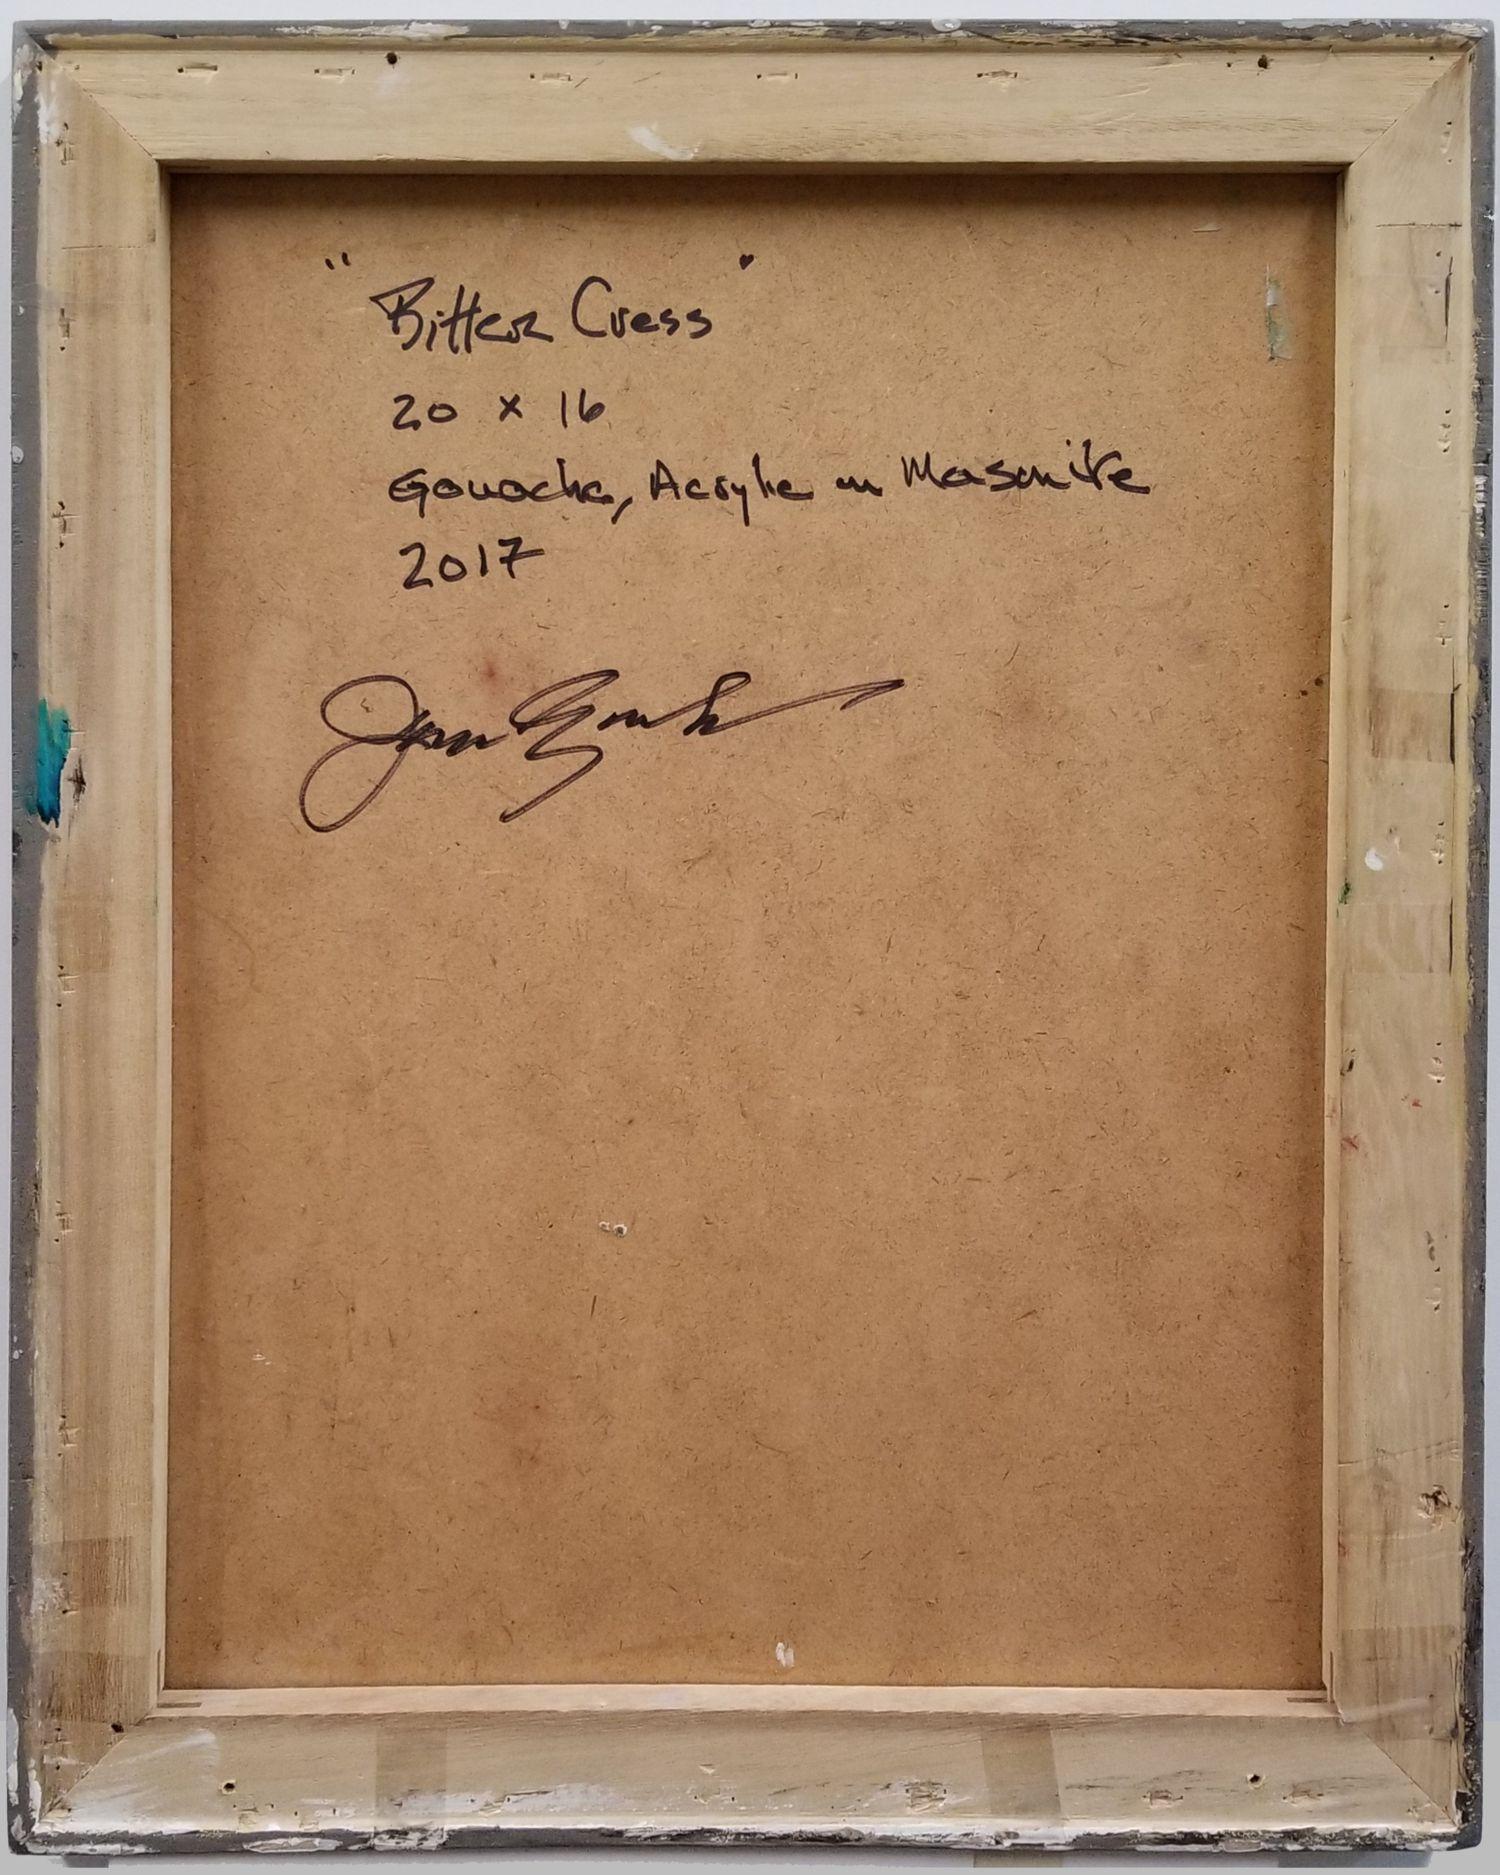 "Bitter Cress"
20 x 16
Gouache, Acrylic on Masonite
2017